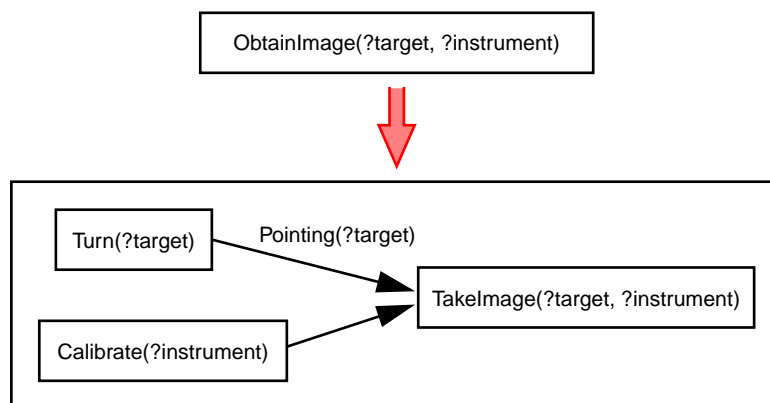 ObtainImage(?target, ?instrument)
Turn(?target)
Pointing(?target)
TakeImage(?target, ?instrument)
Calibrate(?instrument)